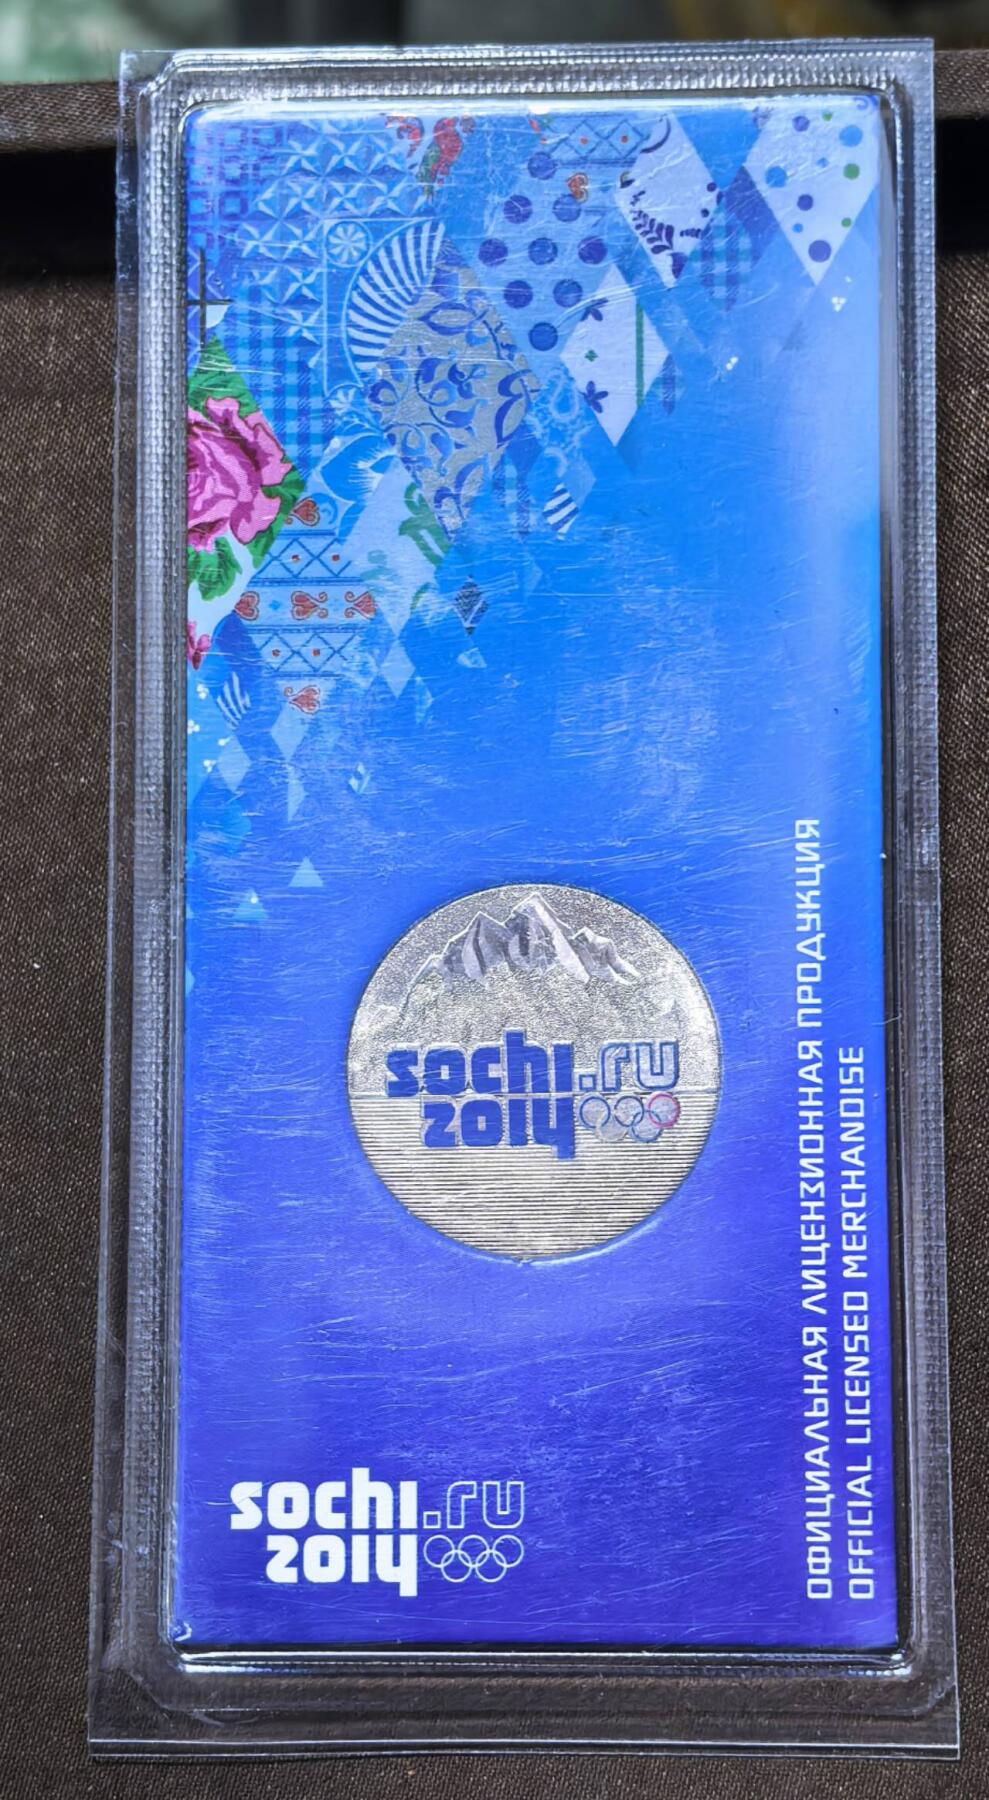 sochi.ru
2014
sochi.ru
2014
ОФИЦИАЛЬНАЯ ЛИЦЕНЗИОННАЯ ПРОДУКЦИЯ
OFFICIAL LICENSED MERCHANDISE